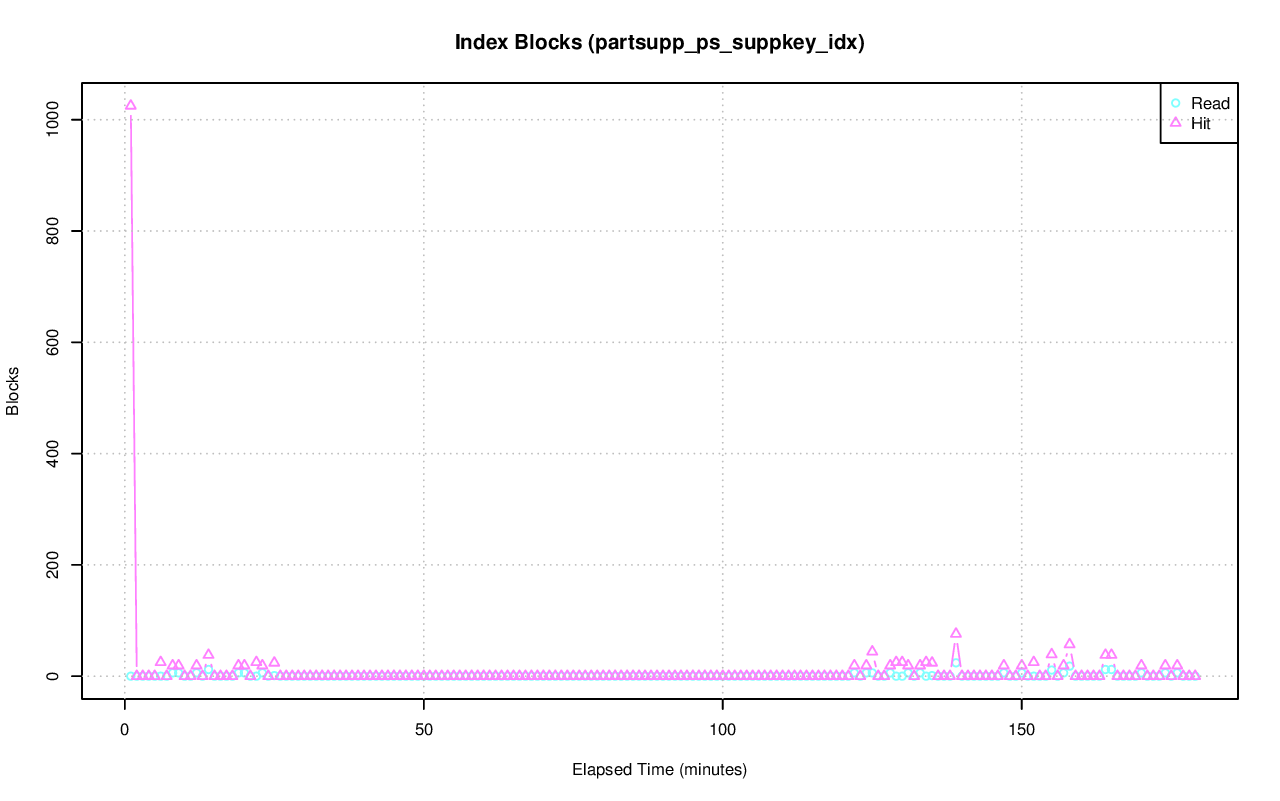 Index Blocks (partsupp_ps_suppkey_idx)
Read
Hit
1000
800
600
400
200
0
Blocks
0 50 100 150
Elapsed Time (minutes)